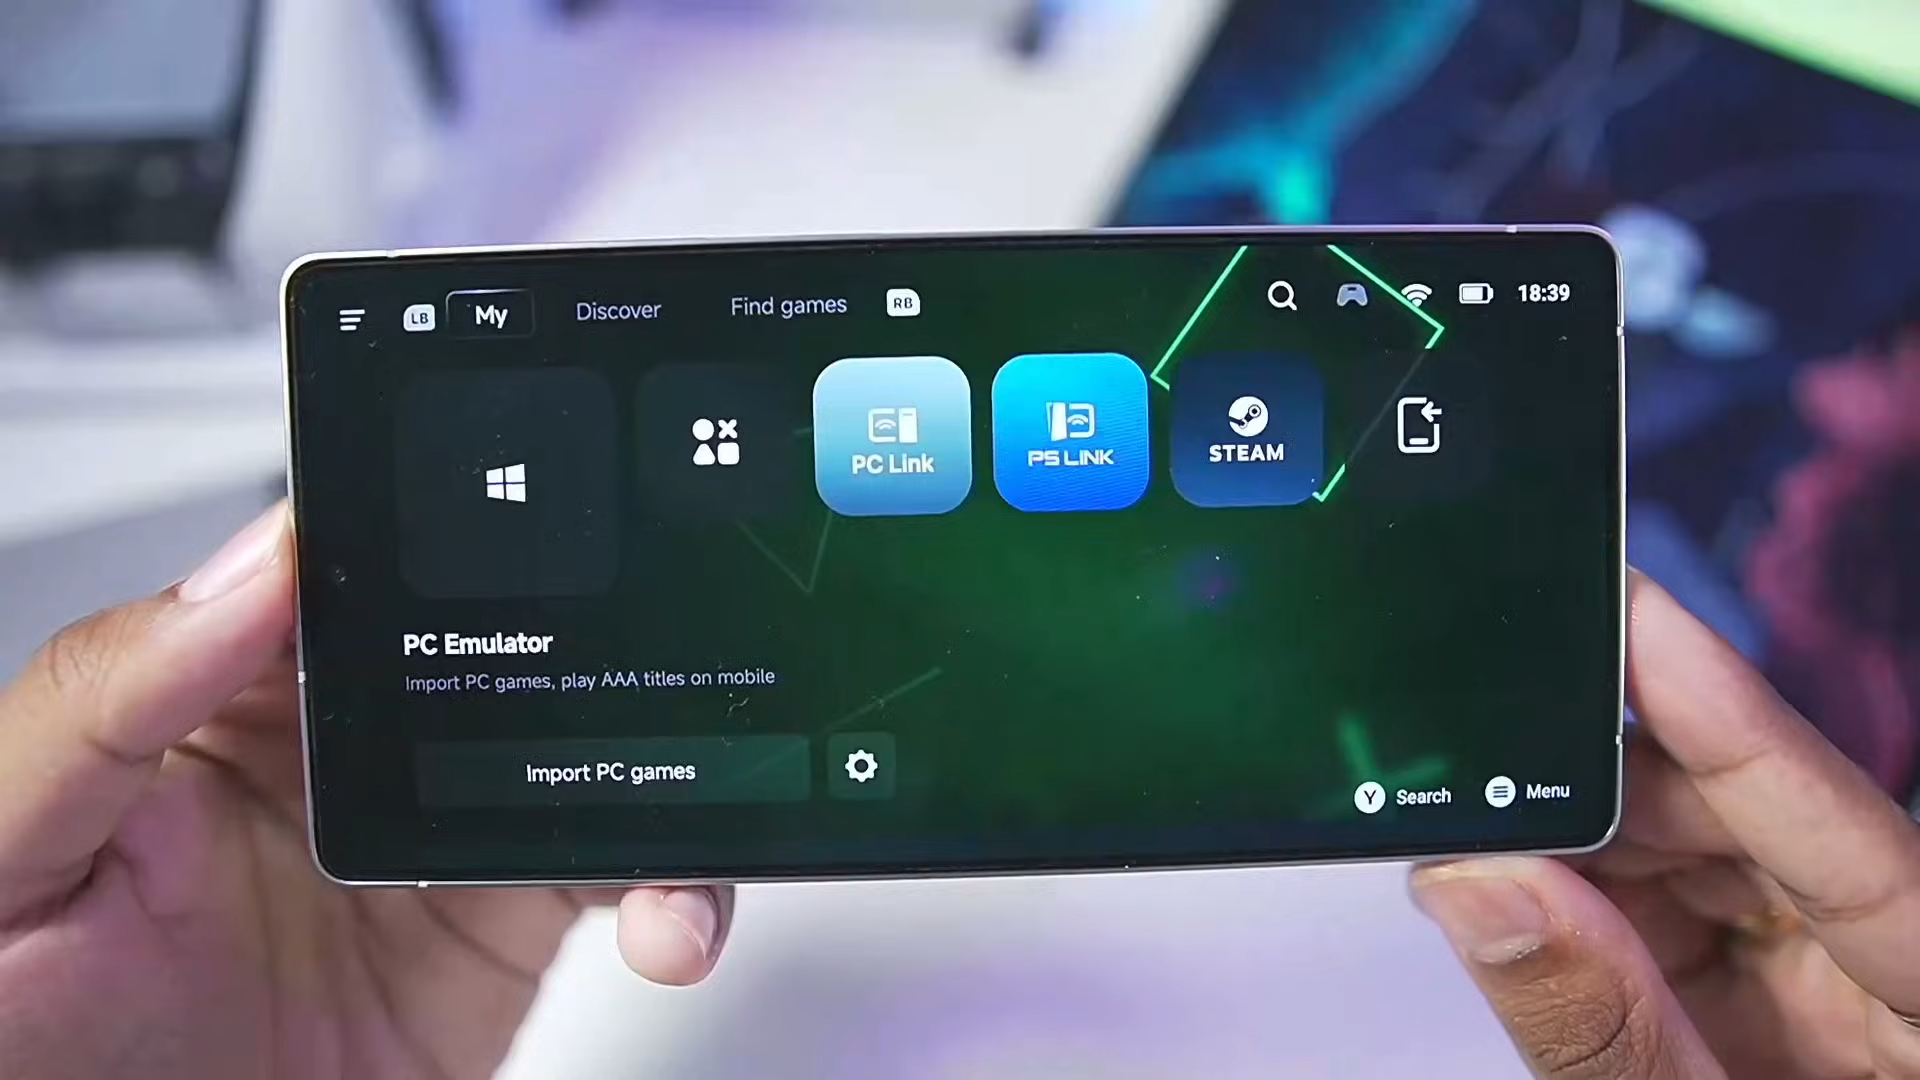 LB
My
Discover
Find games
RB
18:39
PC Link
PS LINK
STEAM
PC Emulator
Import PC games, play AAA titles on mobile
Import PC games
Y
Search
Menu